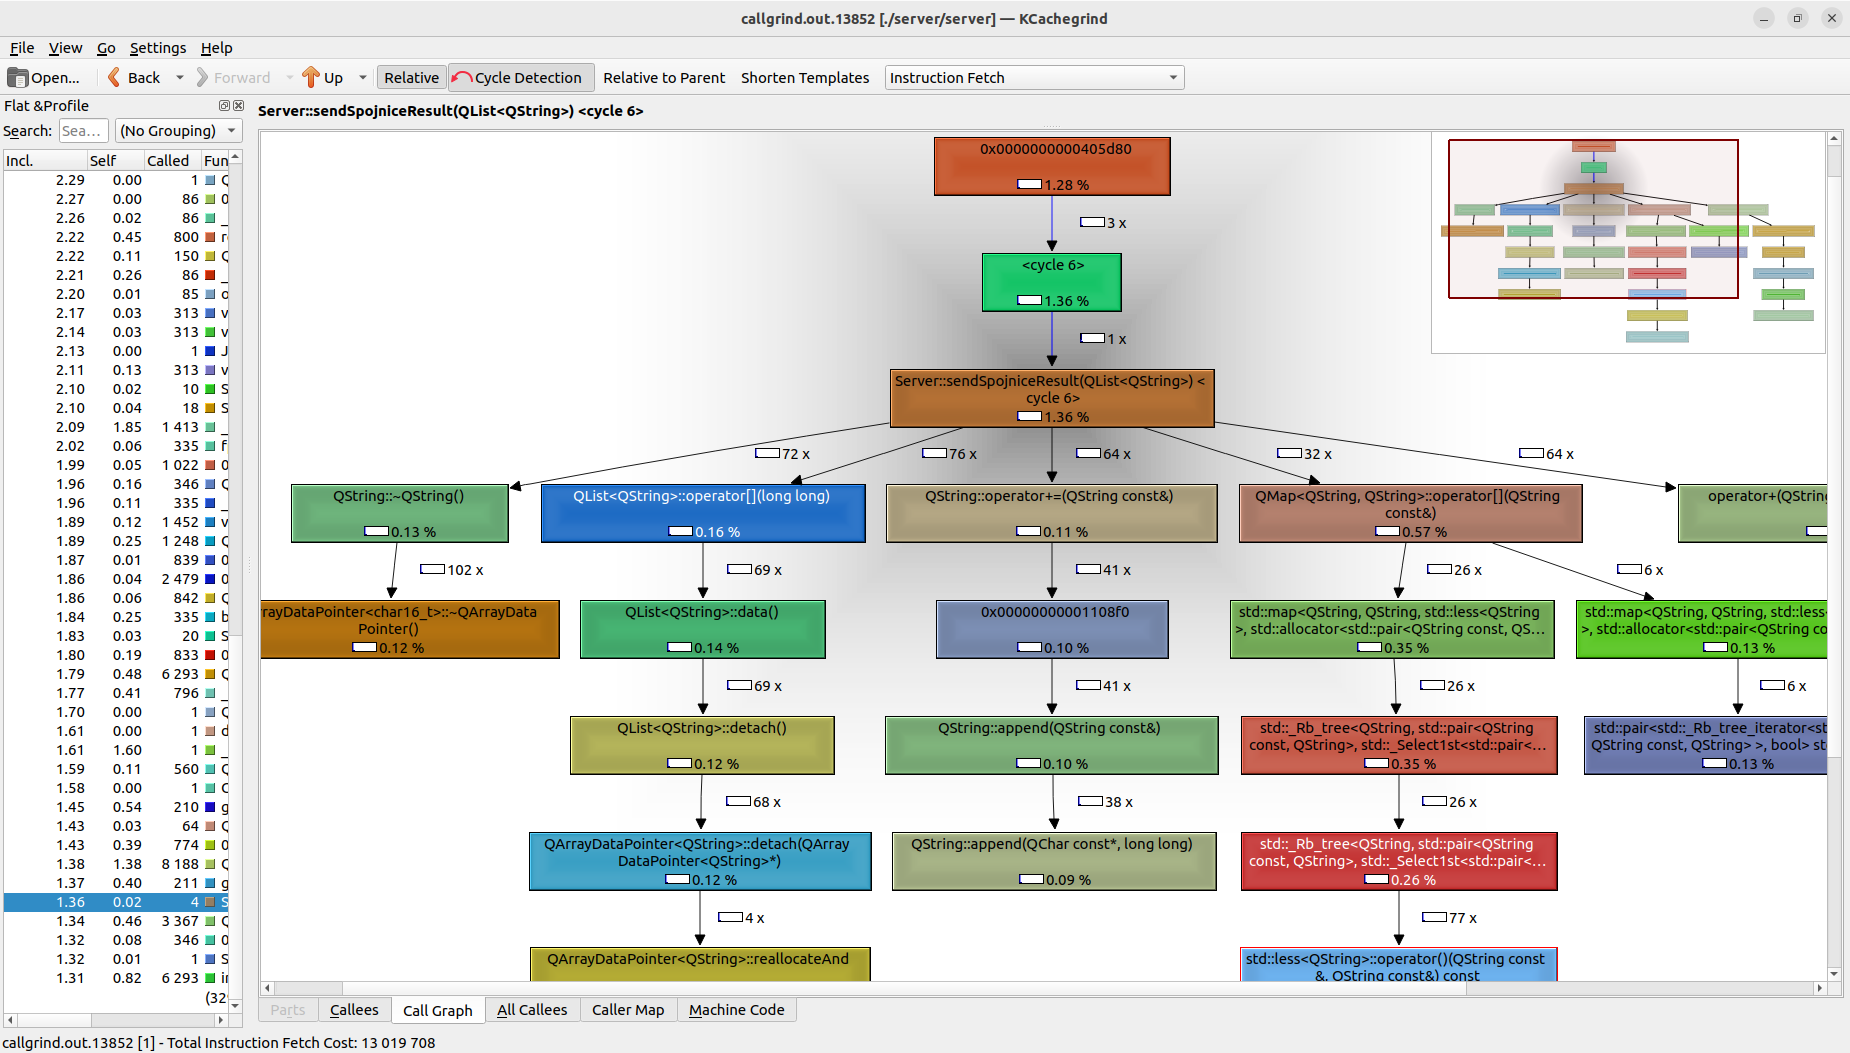 callgrind.out.13852 [./server/server] — KCachegrind
File View Go Settings Help
Open... Back Forward Up Relative Cycle Detection Relative to Parent Shorten Templates Instruction Fetch
Flat &Profile
Search: Sea... (No Grouping)
Incl. Self Called Fun
2.29 0.00 1 Q
2.27 0.00 86 0
2.26 0.02 86 _
2.22 0.45 800 r
2.22 0.11 150 Q
2.21 0.26 86 _
2.20 0.01 85 o
2.17 0.03 313 v
2.14 0.03 313 v
2.13 0.00 1 J
2.11 0.13 313 v
2.10 0.02 10 S
2.10 0.04 18 S
2.09 1.85 1 413 _
2.02 0.06 335 f
1.99 0.05 1 022 0
1.96 0.16 346 Q
1.96 0.11 335 _
1.89 0.12 1 452 v
1.89 0.25 1 248 Q
1.87 0.01 839 0
1.86 0.04 2 479 0
1.86 0.06 842 Q
1.84 0.25 335 b
1.83 0.03 20 S
1.80 0.19 833 0
1.79 0.48 6 293 Q
1.77 0.41 796 _
1.70 0.00 1 Q
1.61 0.00 1 d
1.61 1.60 1 _
1.59 0.11 560 Q
1.58 0.00 1 C
1.45 0.54 210 g
1.43 0.03 64 Q
1.43 0.39 774 0
1.38 1.38 8 188 Q
1.37 0.40 211 g
1.36 0.02 4 S
1.34 0.46 3 367 Q
1.32 0.08 346 0
1.32 0.01 1 S
1.31 0.82 6 293 in
(32
Server::sendSpojniceResult(QList<QString>) <cycle 6>
0x0000000000405d80
1.28 %
3 x
<cycle 6>
1.36 %
1 x
Server::sendSpojniceResult(QList<QString>) <
cycle 6>
1.36 %
72 x 76 x 64 x 32 x 64 x
QString::~QString()
0.13 %
QList<QString>::operator[](long long)
0.16 %
QString::operator+=(QString const&)
0.11 %
QMap<QString, QString>::operator[](QString
const&)
0.57 %
operator+(QString
102 x 69 x 41 x 26 x 6 x
rayDataPointer<char16_t>::~QArrayData
Pointer()
0.12 %
QList<QString>::data()
0.14 %
0x00000000001108f0
0.10 %
std::map<QString, QString, std::less<QString
>, std::allocator<std::pair<QString const, QS...
0.35 %
std::map<QString, QString, std::less<
>, std::allocator<std::pair<QString co
0.13 %
69 x 41 x 26 x 6 x
QList<QString>::detach()
0.12 %
QString::append(QString const&)
0.10 %
std::_Rb_tree<QString, std::pair<QString
const, QString>, std::_Select1st<std::pair<...
0.35 %
std::pair<std::_Rb_tree_iterator<st
QString const, QString> >, bool> st
0.13 %
68 x 38 x 26 x
QArrayDataPointer<QString>::detach(QArray
DataPointer<QString>*)
0.12 %
QString::append(QChar const*, long long)
0.09 %
std::_Rb_tree<QString, std::pair<QString
const, QString>, std::_Select1st<std::pair<...
0.26 %
4 x 77 x
QArrayDataPointer<QString>::reallocateAnd
std::less<QString>::operator()(QString const
&, QString const&) const
Parts Callees Call Graph All Callees Caller Map Machine Code
callgrind.out.13852 [1] - Total Instruction Fetch Cost: 13 019 708